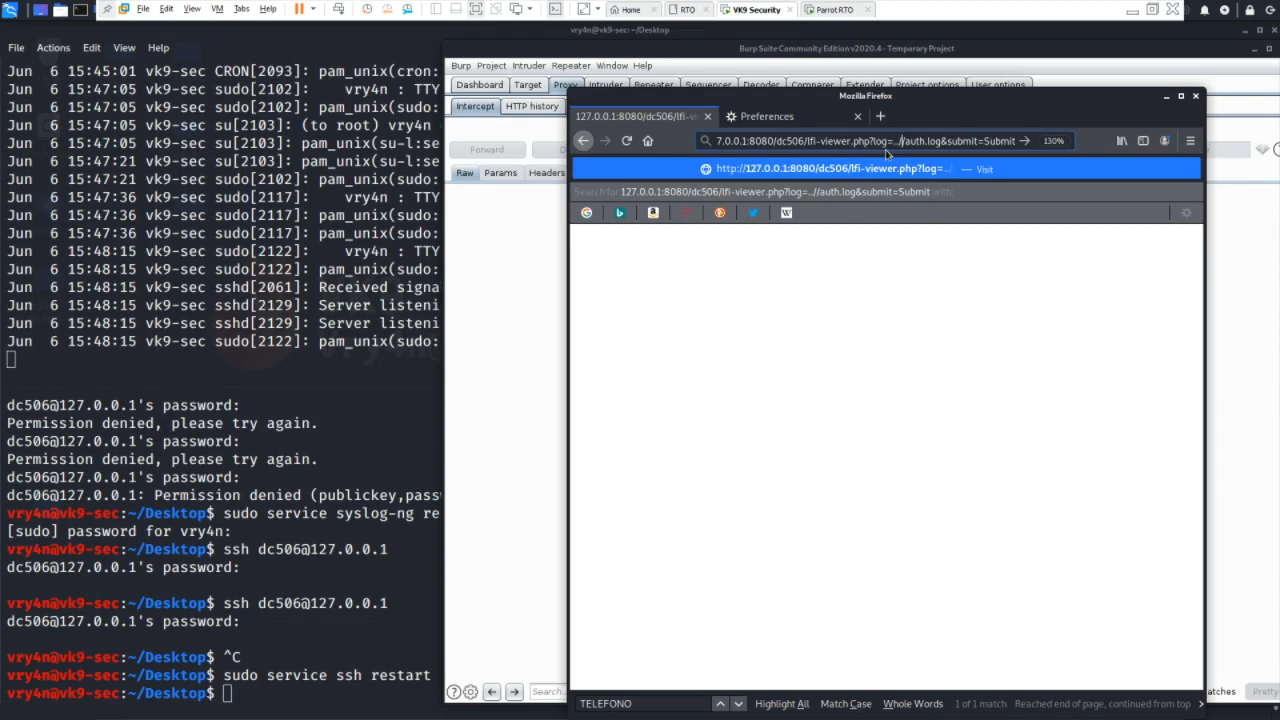 File Edit View VM Tabs Help
Home
RTO
VK9 Security
Parrot RTO
vry4n@vk9-sec:~/Desktop
File Actions Edit View Help
Jun 6 15:45:01 vk9-sec CRON[2093]: pam_unix(cron:
Jun 6 15:47:05 vk9-sec sudo[2102]: vry4n : TTY
Jun 6 15:47:05 vk9-sec sudo[2102]: pam_unix(sudo:
Jun 6 15:47:05 vk9-sec su[2103]: (to root) vry4n
Jun 6 15:47:05 vk9-sec su[2103]: pam_unix(su-l:se
Jun 6 15:47:21 vk9-sec su[2103]: pam_unix(su-l:se
Jun 6 15:47:36 vk9-sec sudo[2117]: vry4n : TTY
Jun 6 15:47:36 vk9-sec sudo[2117]: pam_unix(sudo:
Jun 6 15:47:36 vk9-sec sudo[2117]: pam_unix(sudo:
Jun 6 15:48:15 vk9-sec sudo[2122]: vry4n : TTY
Jun 6 15:48:15 vk9-sec sudo[2122]: pam_unix(sudo:
Jun 6 15:48:15 vk9-sec sshd[2061]: Received signa
Jun 6 15:48:15 vk9-sec sshd[2129]: Server listeni
Jun 6 15:48:15 vk9-sec sshd[2129]: Server listeni
Jun 6 15:48:15 vk9-sec sudo[2122]: pam_unix(sudo:
dc506@127.0.0.1's password:
Permission denied, please try again.
dc506@127.0.0.1's password:
Permission denied, please try again.
dc506@127.0.0.1's password:
dc506@127.0.0.1: Permission denied (publickey,pass
vry4n@vk9-sec:~/Desktop$ sudo service syslog-ng re
[sudo] password for vry4n:
vry4n@vk9-sec:~/Desktop$ ssh dc506@127.0.0.1
dc506@127.0.0.1's password:
vry4n@vk9-sec:~/Desktop$ ssh dc506@127.0.0.1
dc506@127.0.0.1's password:
vry4n@vk9-sec:~/Desktop$ ^C
vry4n@vk9-sec:~/Desktop$ sudo service ssh restart
vry4n@vk9-sec:~/Desktop$
Burp Suite Community Edition v2020.4 - Temporary Project
Burp Project Intruder Repeater Window Help
Dashboard Target Proxy Intruder Repeater Sequencer Decoder Comparer Extender Project options User options
Intercept HTTP history
Forward
Raw Params Headers
Search...
atches
Pretty
Mozilla Firefox
127.0.0.1:8080/dc506/lfi-vi
Preferences
7.0.0.1:8080/dc506/lfi-viewer.php?log=..//auth.log&submit=Submit
130%
http://127.0.0.1:8080/dc506/lfi-viewer.php?log=.. — Visit
Search for 127.0.0.1:8080/dc506/lfi-viewer.php?log=..//auth.log&submit=Submit with:
TELEFONO
Highlight All Match Case Whole Words 1 of 1 match Reached end of page, continued from top